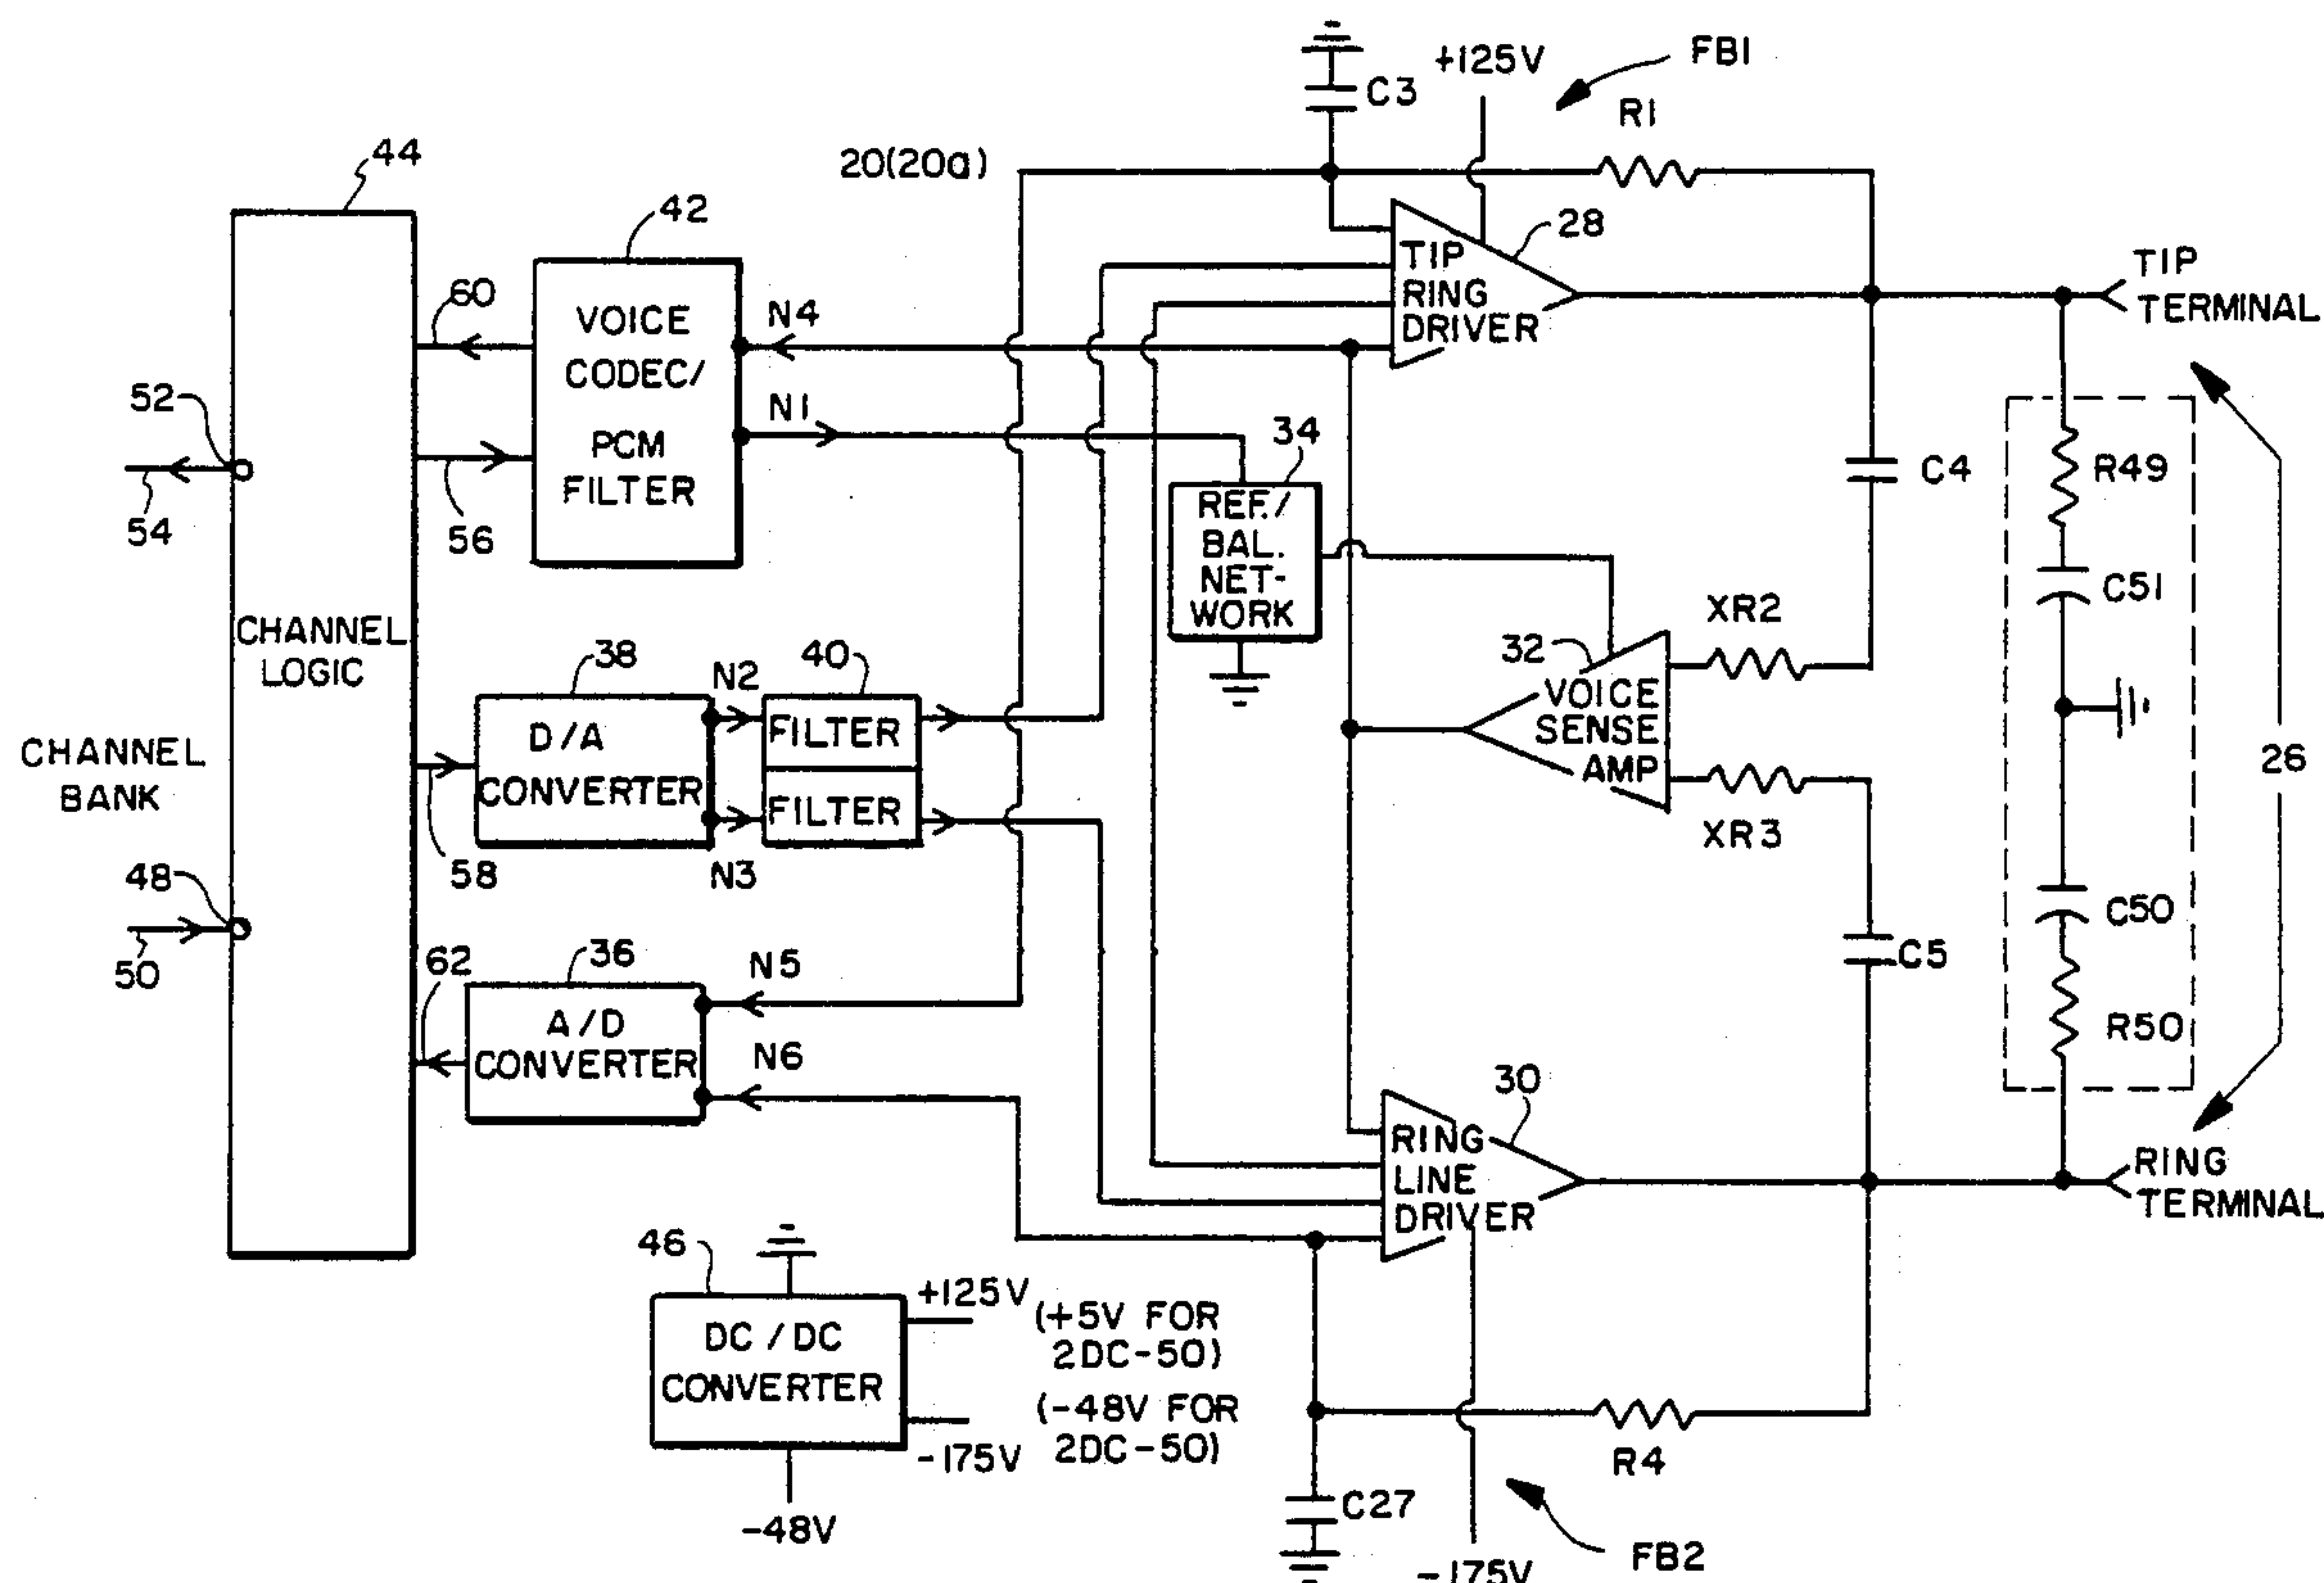 C3
+125V
FB1
R1
20(20a)
44
42
28
TIP
RING
DRIVER
TIP
TERMINAL
60
VOICE
CODEC/
PCM
FILTER
N4
N1
52
54
56
34
REF./
BAL.
NET-
WORK
C4
R49
C51
XR2
32
VOICE
SENSE
AMP
XR3
26
CHANNEL
LOGIC
CHANNEL
BANK
38
N2
40
D/A
CONVERTER
FILTER
FILTER
N3
58
48
50
62
36
N5
A/D
CONVERTER
N6
C50
C5
R50
30
RING
LINE
DRIVER
RING
TERMINAL
46
DC/DC
CONVERTER
+125V
(+5V FOR
2DC-50)
(-48V FOR
2DC-50)
-175V
-48V
R4
C27
-175V
FB2